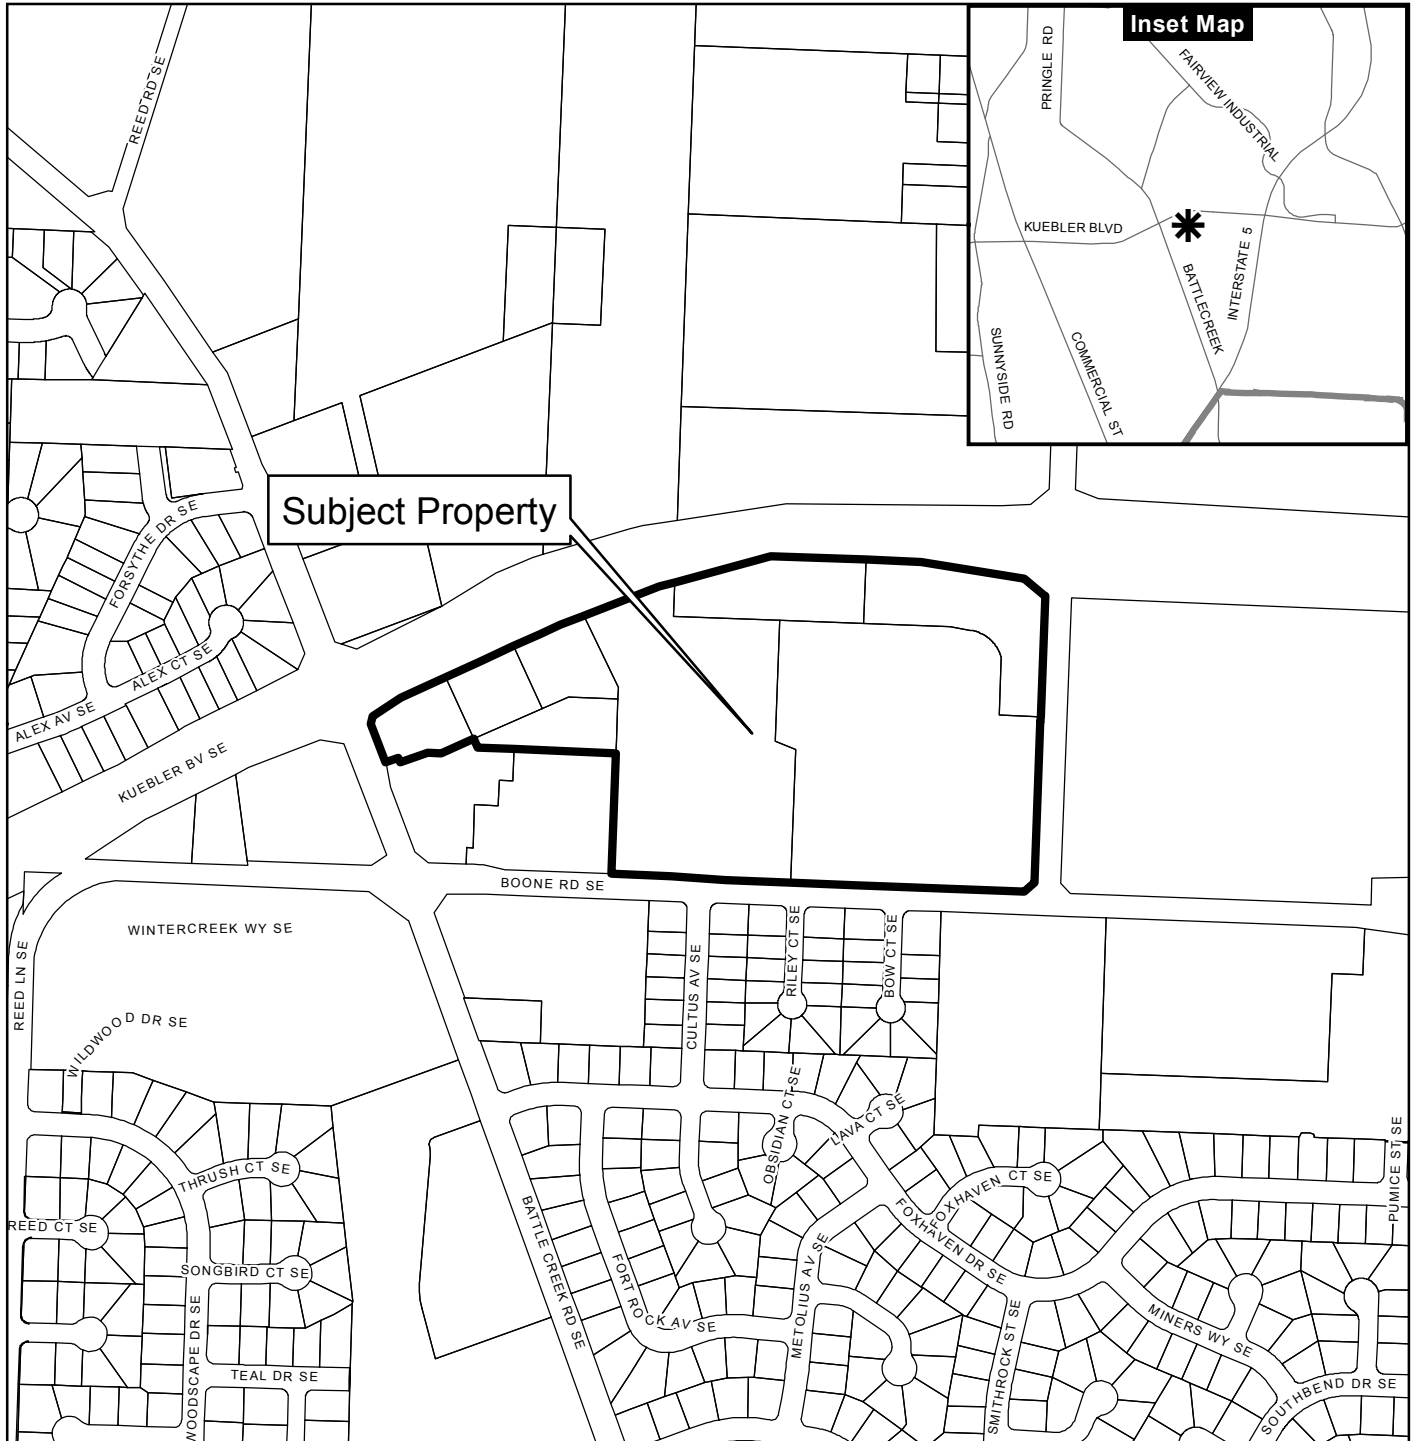 Inset Map
PRINGLE RD
FAIRVIEW INDUSTRIAL
KUEBLER BLVD
INTERSTATE 5
BATTLECREEK
SUNNYSIDE RD
COMMERCIAL ST
REED RD SE
Subject Property
FORSYTHE DR SE
ALEX CT SE
ALEX AV SE
KUEBLER BV SE
BOONE RD SE
WINTERCREEK WY SE
REED LN SE
WILDWOOD DR SE
CULTUS AV SE
RILEY CT SE
BOW CT SE
OBSIDIAN CT SE
LAVA CT SE
THRUSH CT SE
REED CT SE
SONGBIRD CT SE
WOODSCAPE DR SE
TEAL DR SE
BATTLE CREEK RD SE
FORT ROCK AV SE
METOLIUS AV SE
FOXHAVEN CT SE
FOXHAVEN DR SE
SMITHROCK ST SE
MINERS WY SE
PUMICE ST SE
SOUTHBEND DR SE